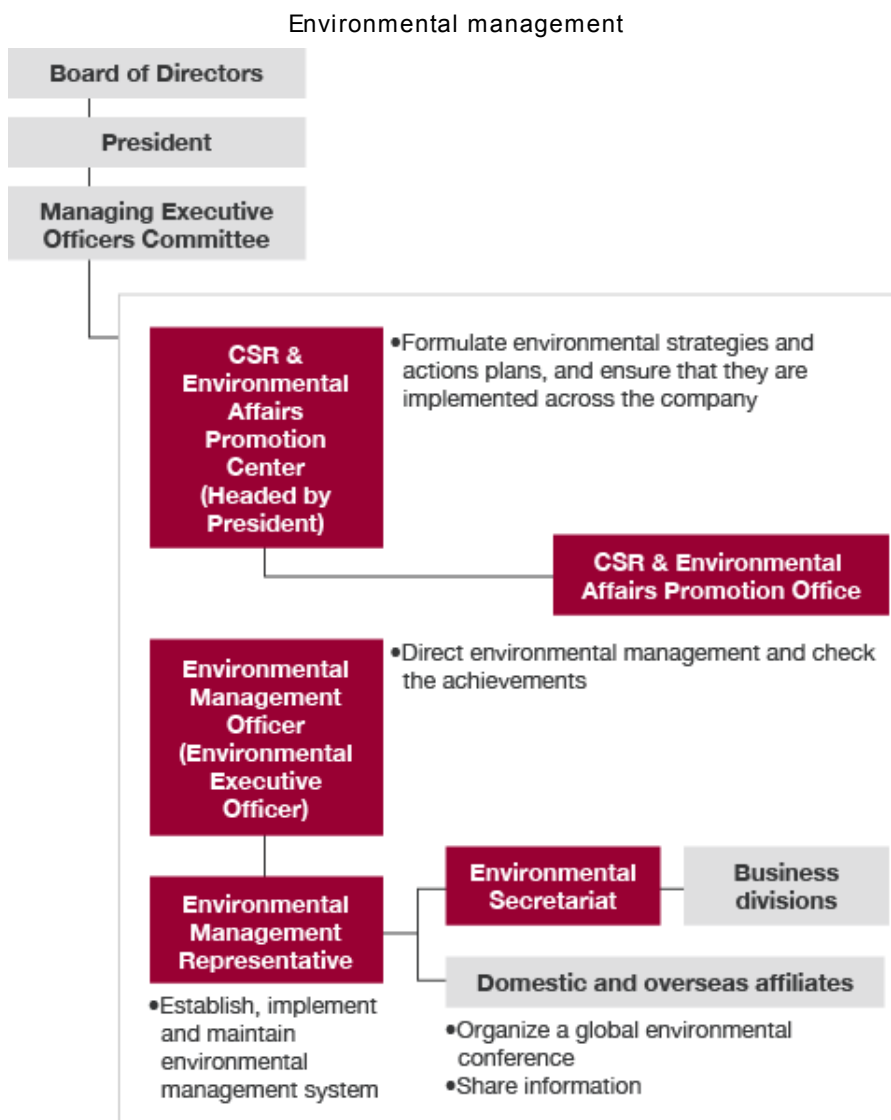 Environmental management
Board of Directors
President
Managing Executive
Officers Committee
CSR &
Environmental
Affairs
Promotion
Center
(Headed by
President)
•Formulate environmental strategies and
actions plans, and ensure that they are
implemented across the company
CSR & Environmental
Affairs Promotion Office
Environmental
Management
Officer
(Environmental
Executive
Officer)
•Direct environmental management and check
the achievements
Environmental
Management
Representative
•Establish, implement
and maintain
environmental
management system
Environmental
Secretariat
Business
divisions
Domestic and overseas affiliates
•Organize a global environmental
conference
•Share information